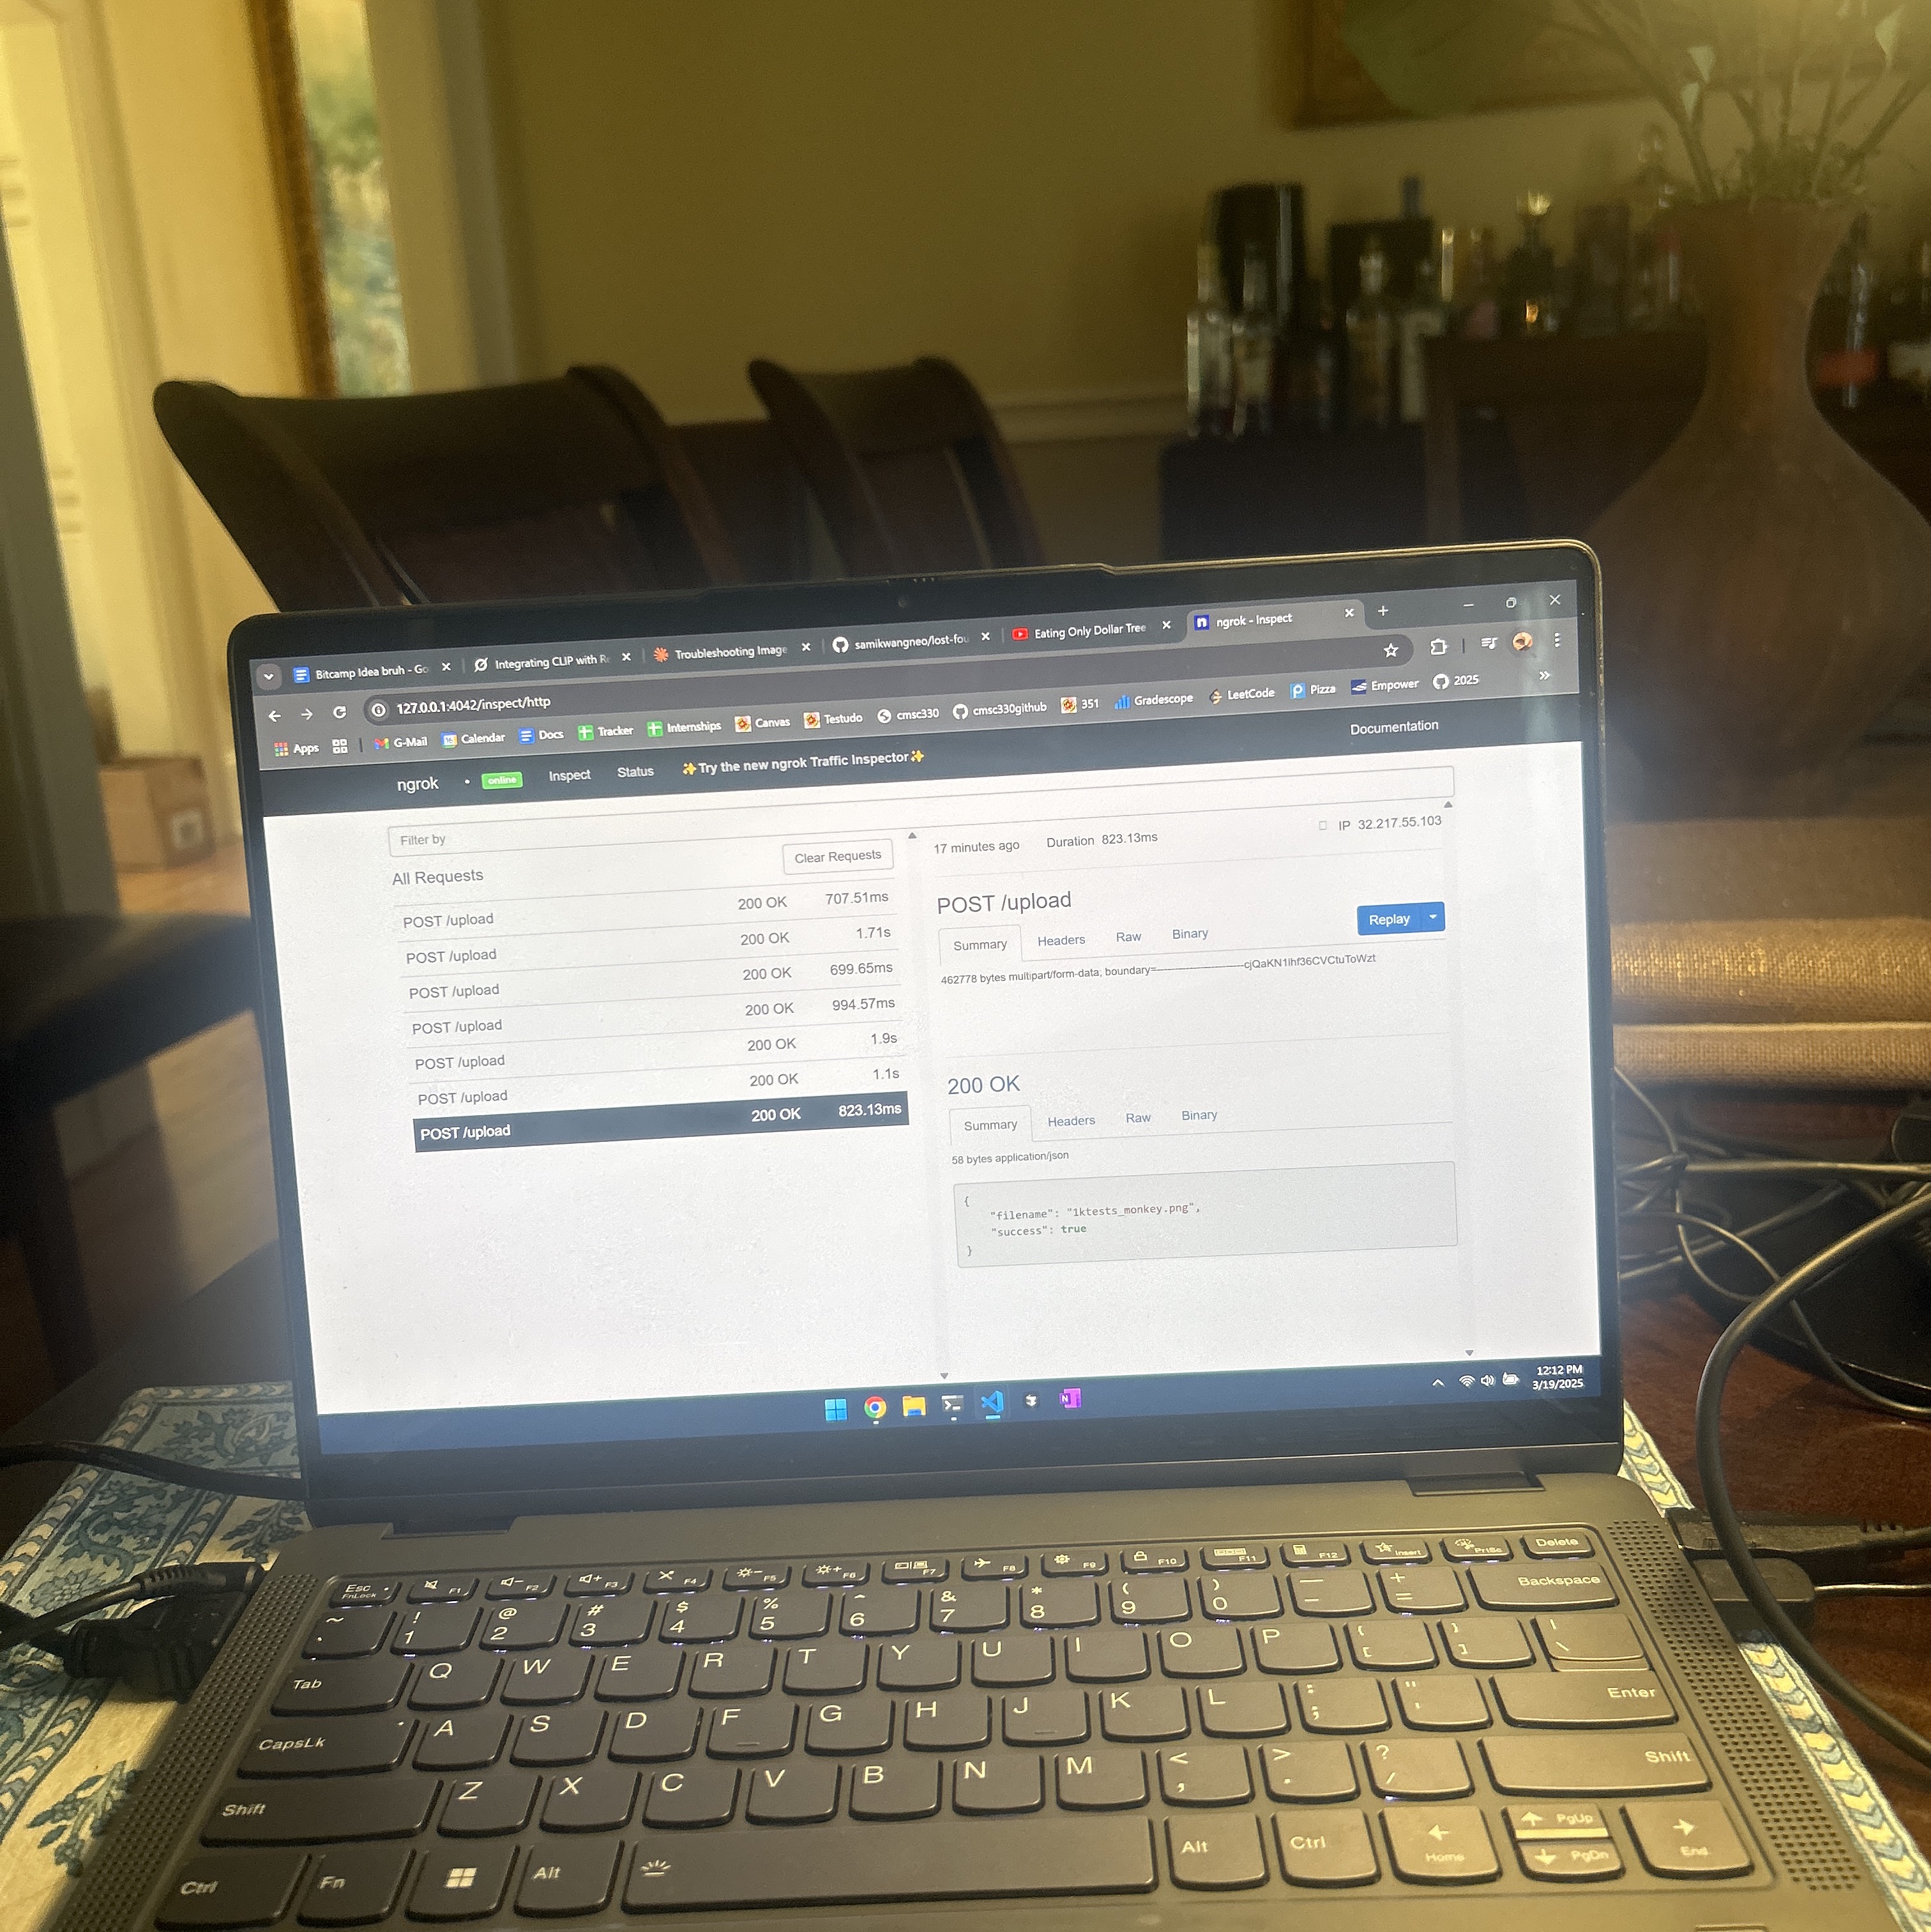 Bitcamp Idea bruh - Go
Integrating CLIP with Re
Troubleshooting Image
samikwangneo/lost-fou
Eating Only Dollar Tree
ngrok - Inspect
127.0.0.1:4042/inspect/http
Apps
G-Mail
Calendar
Docs
Tracker
Internships
Canvas
Testudo
cmsc330
cmsc330github
351
Gradescope
LeetCode
Pizza
Empower
2025
ngrok
online
Inspect
Status
✨Try the new ngrok Traffic Inspector✨
Documentation
Filter by
All Requests
Clear Requests
POST /upload 200 OK 707.51ms
POST /upload 200 OK 1.71s
POST /upload 200 OK 699.65ms
POST /upload 200 OK 994.57ms
POST /upload 200 OK 1.9s
POST /upload 200 OK 1.1s
POST /upload 200 OK 823.13ms
17 minutes ago Duration 823.13ms IP 32.217.55.103
POST /upload
Replay
Summary Headers Raw Binary
462778 bytes multipart/form-data; boundary=
200 OK
Summary Headers Raw Binary
58 bytes application/json
{
"filename": "1ktests_monkey.png",
"success": true
}
12:12 PM
3/19/2025
Esc FnLock F1 F2 F3 F4 F5 F6 F7 F8 F9 F10 F11 F12 Insert PrtSc Delete
~ ! 1 @ 2 # 3 $ 4 % 5 ^ 6 & 7 * 8 ( 9 ) 0 — - + = Backspace
Tab Q W E R T Y U I O P { [ } ] | \
CapsLk A S D F G H J K L : ; " ' Enter
Shift Z X C V B N M < , > . ? / Shift
Ctrl Fn Alt Alt Ctrl Home PgUp PgDn End